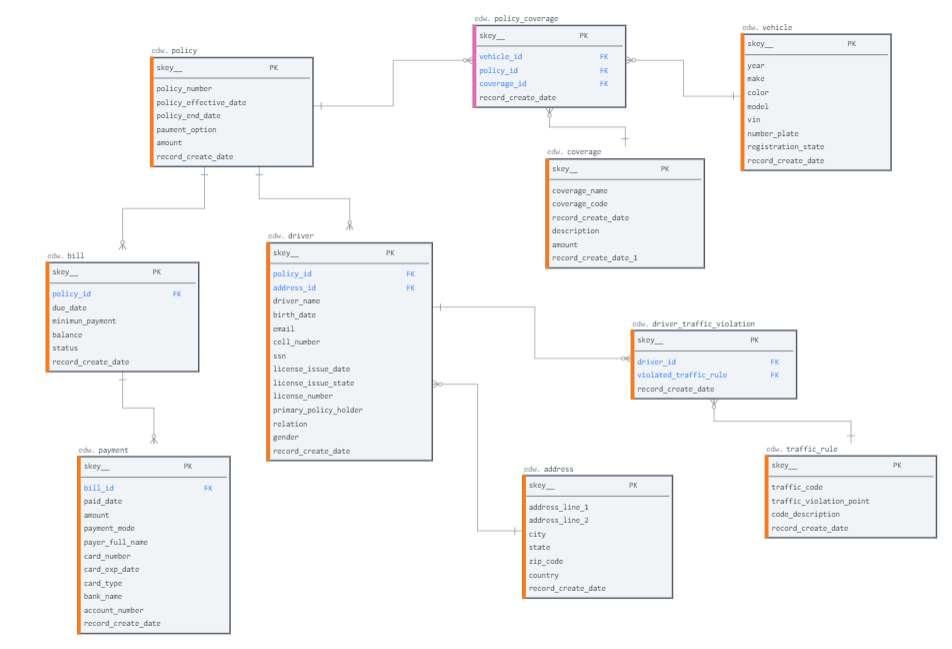 edw. policy_coverage
skey__ PK
vehicle_id FK
policy_id FK
coverage_id FK
record_create_date
edw. vehicle
skey__ PK
year
make
color
model
vin
number_plate
registration_state
record_create_date
edw. policy
skey__ PK
policy_number
policy_effective_date
policy_end_date
paument_option
amount
record_create_date
edw. coverage
skey__ PK
coverage_name
coverage_code
record_create_date
description
amount
record_create_date_1
edw. driver
skey__ PK
policy_id FK
address_id FK
driver_name
birth_date
email
cell_number
ssn
license_issue_date
license_issue_state
license_number
primary_policy_holder
relation
gender
record_create_date
edw. bill
skey__ PK
policy_id FK
due_date
minimun_payment
balance
status
record_create_date
edw. driver_traffic_violation
skey__ PK
driver_id FK
violated_traffic_rule FK
record_create_date
edw. payment
skey__ PK
bill_id FK
paid_date
amount
payment_mode
payer_full_name
card_number
card_exp_date
card_type
bank_name
account_number
record_create_date
edw. address
skey__ PK
address_line_1
address_line_2
city
state
zip_code
country
record_create_date
edw. traffic_rule
skey__ PK
traffic_code
traffic_violation_point
code_description
record_create_date